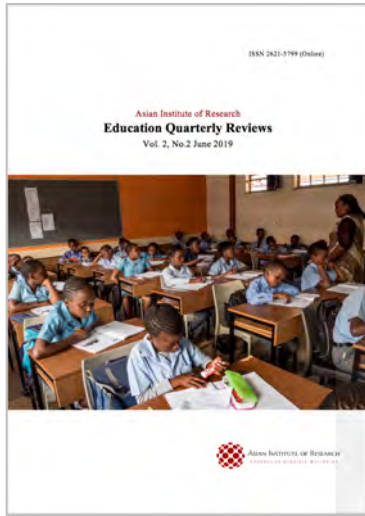 ISSN 2621-5799 (Online)
Asian Institute of Research
Education Quarterly Reviews
Vol. 2, No.2 June 2019
ASIAN INSTITUTE OF RESEARCH